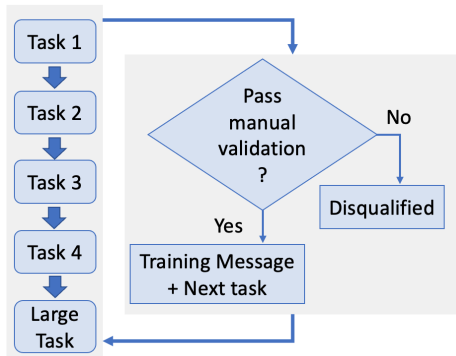 Task 1
Task 2
Task 3
Task 4
Large
Task
Pass
manual
validation
?
No
Disqualified
Yes
Training Message
+ Next task